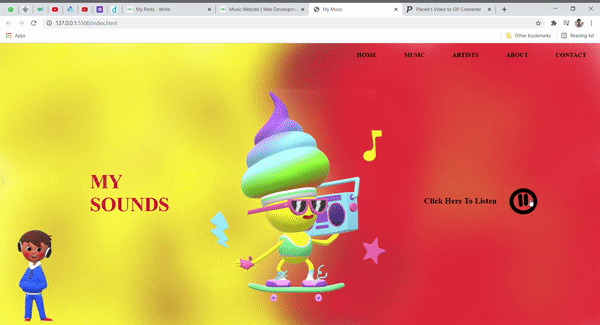 My Posts - Write
Music Website | Web Developmen
My Music
Placeit's Video to GIF Converter
127.0.0.1:5500/index.html
Apps
Other bookmarks
Reading list
HOME
MUSIC
ARTISTS
ABOUT
CONTACT
MY
SOUNDS
Click Here To Listen